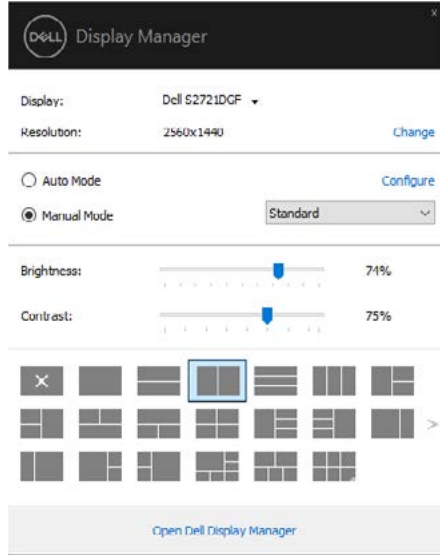 DELL Display Manager
x
Display: Dell S2721DGF
Resolution: 2560x1440 Change
Auto Mode Configure
Manual Mode Standard
Brightness: 74%
Contrast: 75%
>
Open Dell Display Manager